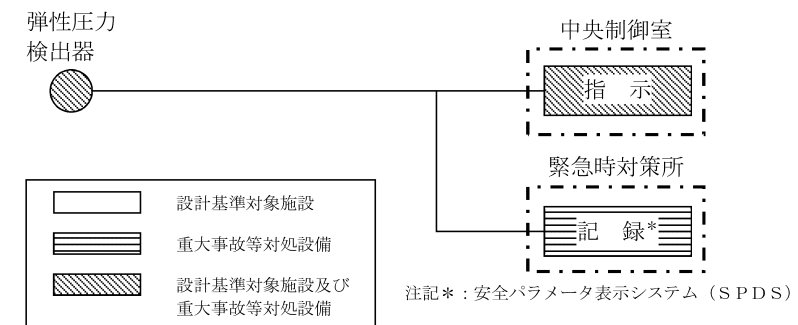 弾性圧力
検出器
中央制御室
指　示
緊急時対策所
記　録*
設計基準対象施設
重大事故等対処設備
設計基準対象施設及び
重大事故等対処設備
注記＊：安全パラメータ表示システム（ＳＰＤＳ）